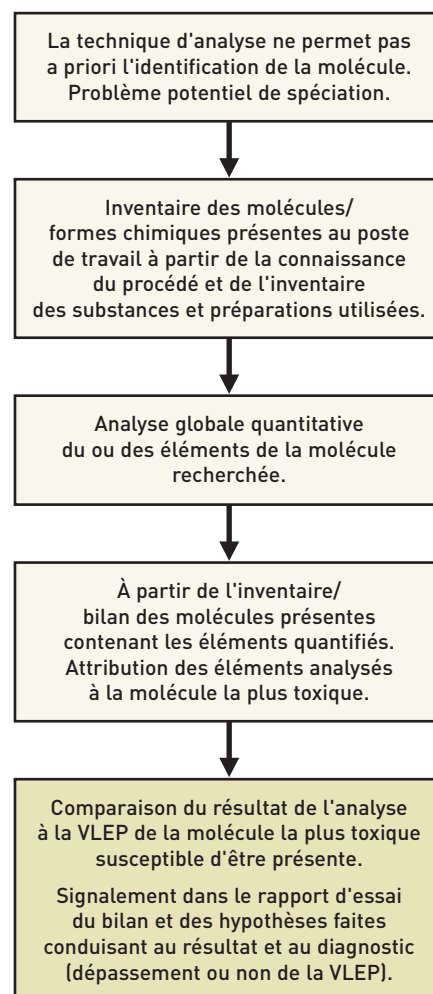 La technique d'analyse ne permet pas
a priori l'identification de la molécule.
Problème potentiel de spéciation.
Inventaire des molécules/
formes chimiques présentes au poste
de travail à partir de la connaissance
du procédé et de l'inventaire
des substances et préparations utilisées.
Analyse globale quantitative
du ou des éléments de la molécule
recherchée.
À partir de l'inventaire/
bilan des molécules présentes
contenant les éléments quantifiés.
Attribution des éléments analysés
à la molécule la plus toxique.
Comparaison du résultat de l'analyse
à la VLEP de la molécule la plus toxique
susceptible d'être présente.
Signalement dans le rapport d'essai
du bilan et des hypothèses faites
conduisant au résultat et au diagnostic
(dépassement ou non de la VLEP).